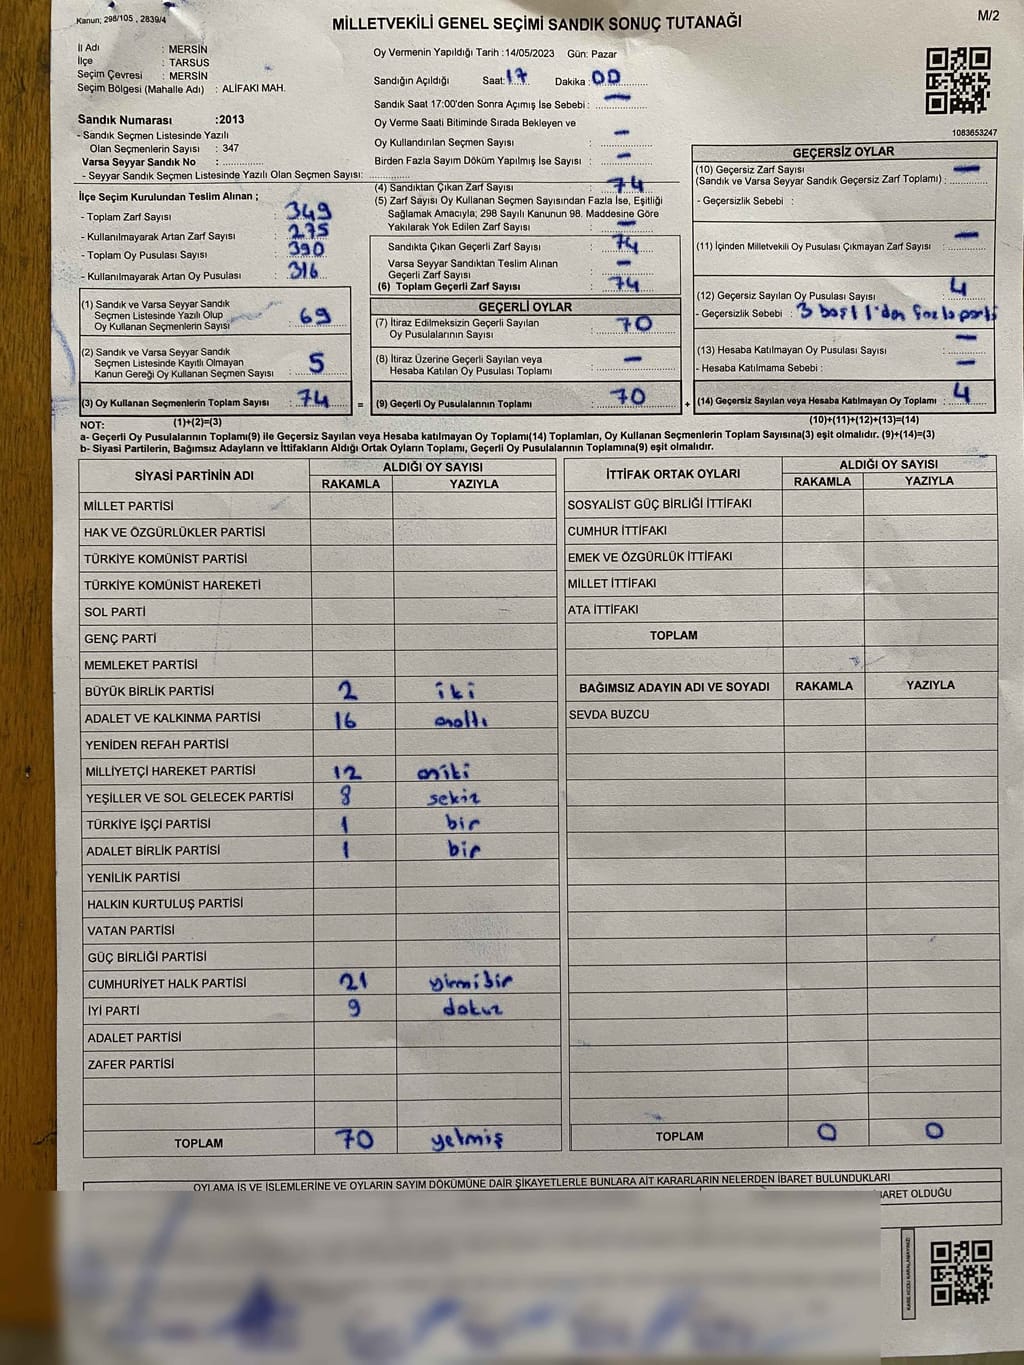 Kanun; 298/105 , 2839/4
MİLLETVEKİLİ GENEL SEÇİMİ SANDIK SONUÇ TUTANAĞI
M/2
İl Adı : MERSİN
İlçe : TARSUS
Seçim Çevresi : MERSİN
Seçim Bölgesi (Mahalle Adı) : ALİFAKI MAH.
Sandık Numarası :2013
- Sandık Seçmen Listesinde Yazılı
Olan Seçmenlerin Sayısı : 347
Varsa Seyyar Sandık No : ..............
- Seyyar Sandık Seçmen Listesinde Yazılı Olan Seçmen Sayısı: ..............
İlçe Seçim Kurulundan Teslim Alınan ;
- Toplam Zarf Sayısı : 349
- Kullanılmayarak Artan Zarf Sayısı : 275
- Toplam Oy Pusulası Sayısı : 390
- Kullanılmayarak Artan Oy Pusulası : 316
(1) Sandık ve Varsa Seyyar Sandık
Seçmen Listesinde Yazılı Olup
Oy Kullanan Seçmenlerin Sayısı : 69
(2) Sandık ve Varsa Seyyar Sandık
Seçmen Listesinde Kayıtlı Olmayan
Kanun Gereği Oy Kullanan Seçmen Sayısı : 5
(3) Oy Kullanan Seçmenlerin Toplam Sayısı : 74 =
(1)+(2)=(3)
Oy Vermenin Yapıldığı Tarih :14/05/2023 Gün: Pazar
Sandığın Açıldığı Saat: 17 Dakika : 00
Sandık Saat 17:00'den Sonra Açımış İse Sebebi : —
Oy Verme Saati Bitiminde Sırada Bekleyen ve
Oy Kullandırılan Seçmen Sayısı : —
Birden Fazla Sayım Döküm Yapılmış İse Sayısı : —
(4) Sandıktan Çıkan Zarf Sayısı : 74
(5) Zarf Sayısı Oy Kullanan Seçmen Sayısından Fazla İse, Eşitliği
Sağlamak Amacıyla; 298 Sayılı Kanunun 98. Maddesine Göre
Yakılarak Yok Edilen Zarf Sayısı : —
Sandıkta Çıkan Geçerli Zarf Sayısı : 74
Varsa Seyyar Sandıktan Teslim Alınan
Geçerli Zarf Sayısı : —
(6) Toplam Geçerli Zarf Sayısı : 74
GEÇERLİ OYLAR
(7) İtiraz Edilmeksizin Geçerli Sayılan
Oy Pusulasının Sayısı : 70
(8) İtiraz Üzerine Geçerli Sayılan veya
Hesaba Katılan Oy Pusulası Toplamı : —
(9) Geçerli Oy Pusulalarının Toplamı : 70 +
1083653247
GEÇERSİZ OYLAR
(10) Geçersiz Zarf Sayısı
(Sandık ve Varsa Seyyar Sandık Geçersiz Zarf Toplamı) : —
- Geçersizlik Sebebi :
(11) İçinden Milletvekili Oy Pusulası Çıkmayan Zarf Sayısı : —
(12) Geçersiz Sayılan Oy Pusulası Sayısı : 4
- Geçersizlik Sebebi : 3 boş 1 1'den fazla parti
(13) Hesaba Katılmayan Oy Pusulası Sayısı : —
- Hesaba Katılmama Sebebi : —
(14) Geçersiz Sayılan veya Hesaba Katılmayan Oy Toplamı : 4
(10)+(11)+(12)+(13)=(14)
NOT:
a- Geçerli Oy Pusulalarının Toplamı(9) ile Geçersiz Sayılan veya Hesaba katılmayan Oy Toplamı(14) Toplamları, Oy Kullanan Seçmenlerin Toplam Sayısına(3) eşit olmalıdır. (9)+(14)=(3)
b- Siyasi Partilerin, Bağımsız Adayların ve İttifakların Aldığı Ortak Oyların Toplamı, Geçerli Oy Pusulalarının Toplamına(9) eşit olmalıdır.
SİYASİ PARTİNİN ADI ALDIĞI OY SAYISI
RAKAMLA YAZIYLA
MİLLET PARTİSİ
HAK VE ÖZGÜRLÜKLER PARTİSİ
TÜRKİYE KOMÜNİST PARTİSİ
TÜRKİYE KOMÜNİST HAREKETİ
SOL PARTİ
GENÇ PARTİ
MEMLEKET PARTİSİ
BÜYÜK BİRLİK PARTİSİ 2 iki
ADALET VE KALKINMA PARTİSİ 16 onaltı
YENİDEN REFAH PARTİSİ
MİLLİYETÇİ HAREKET PARTİSİ 12 oniki
YEŞİLLER VE SOL GELECEK PARTİSİ 8 sekiz
TÜRKİYE İŞÇİ PARTİSİ 1 bir
ADALET BİRLİK PARTİSİ 1 bir
YENİLİK PARTİSİ
HALKIN KURTULUŞ PARTİSİ
VATAN PARTİSİ
GÜÇ BİRLİĞİ PARTİSİ
CUMHURİYET HALK PARTİSİ 21 yirmibir
İYİ PARTİ 9 dokuz
ADALET PARTİSİ
ZAFER PARTİSİ
TOPLAM 70 yetmiş
İTTİFAK ORTAK OYLARI ALDIĞI OY SAYISI
RAKAMLA YAZIYLA
SOSYALİST GÜÇ BİRLİĞİ İTTİFAKI
CUMHUR İTTİFAKI
EMEK VE ÖZGÜRLÜK İTTİFAKI
MİLLET İTTİFAKI
ATA İTTİFAKI
TOPLAM
BAĞIMSIZ ADAYIN ADI VE SOYADI RAKAMLA YAZIYLA
SEVDA BUZCU
TOPLAM 0 0
OYLAMA İŞ VE İŞLEMLERİNE VE OYLARIN SAYIM DÖKÜMÜNE DAİR ŞİKAYETLERLE BUNLARA AİT KARARLARIN NELERDEN İBARET BULUNDUKLARI
BARET OLDUĞU
KARE KODU KARALAMAYINIZ!